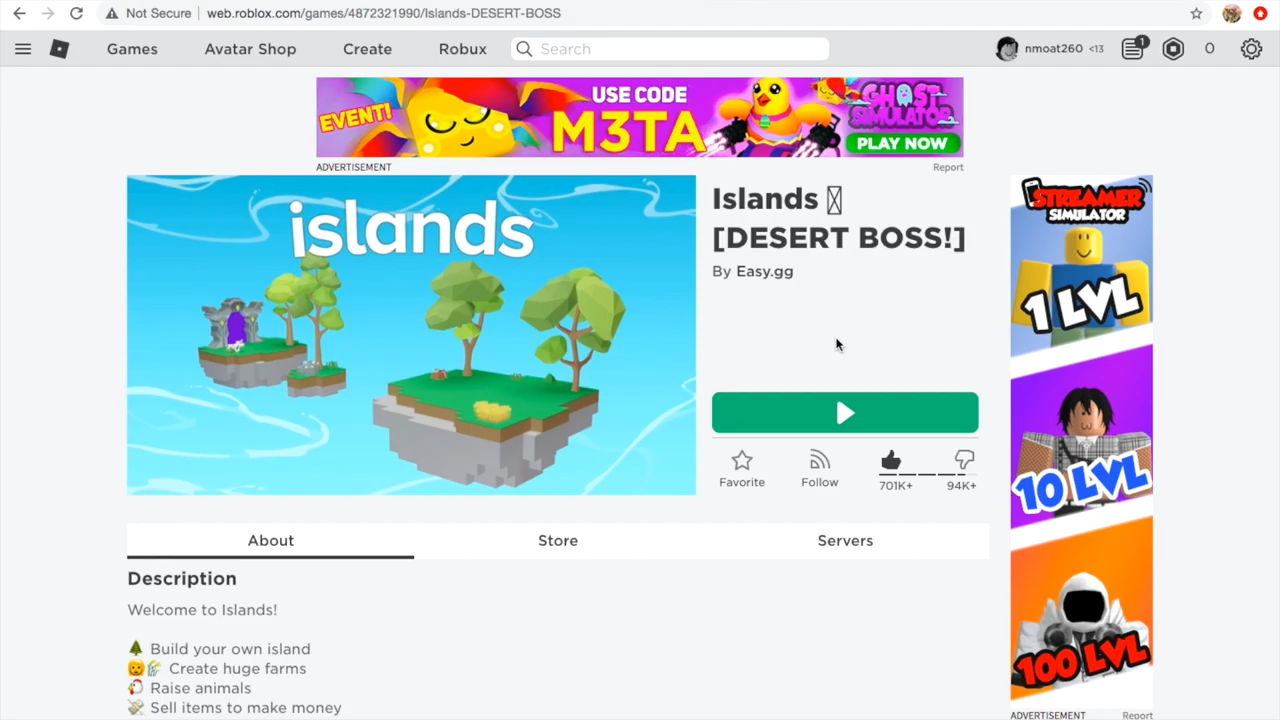 Not Secure
web.roblox.com/games/4872321990/Islands-DESERT-BOSS
Games
Avatar Shop
Create
Robux
Search
nmoat260 <13
1
0
EVENT!
USE CODE
M3TA
GHOST
SIMULATOR
PLAY NOW
ADVERTISEMENT
Report
islands
Islands
[DESERT BOSS!]
By Easy.gg
Favorite
Follow
701K+
94K+
STREAMER
SIMULATOR
1 LVL
10 LVL
100 LVL
ADVERTISEMENT
Report
About
Store
Servers
Description
Welcome to Islands!
Build your own island
Create huge farms
Raise animals
Sell items to make money